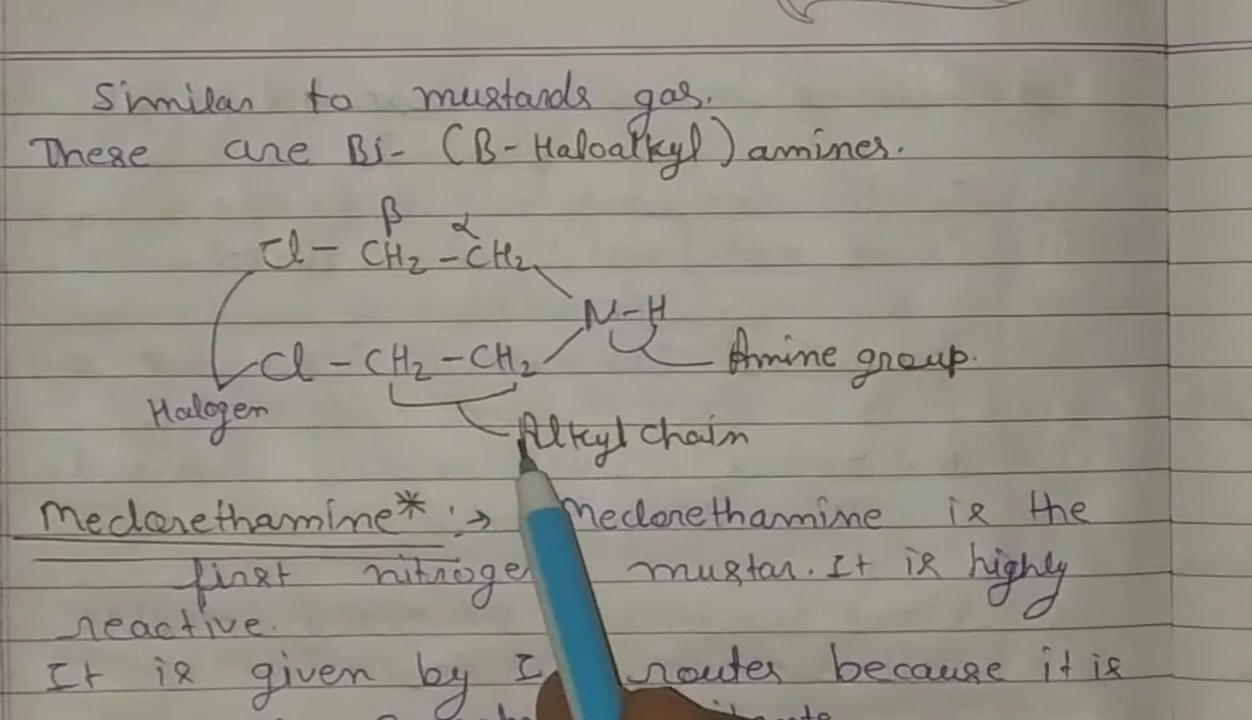 Similar to mustards gas.
These are Bi- (B-Haloalkyl) amines.
β α
Cl - CH2 - CH2
N-H
Cl - CH2 - CH2
Amine group.
Halogen
Alkyl chain
Meclorethamine* :→ Meclorethamine is the
first nitroge mustar. It is highly
reactive.
It is given by I routes because it is